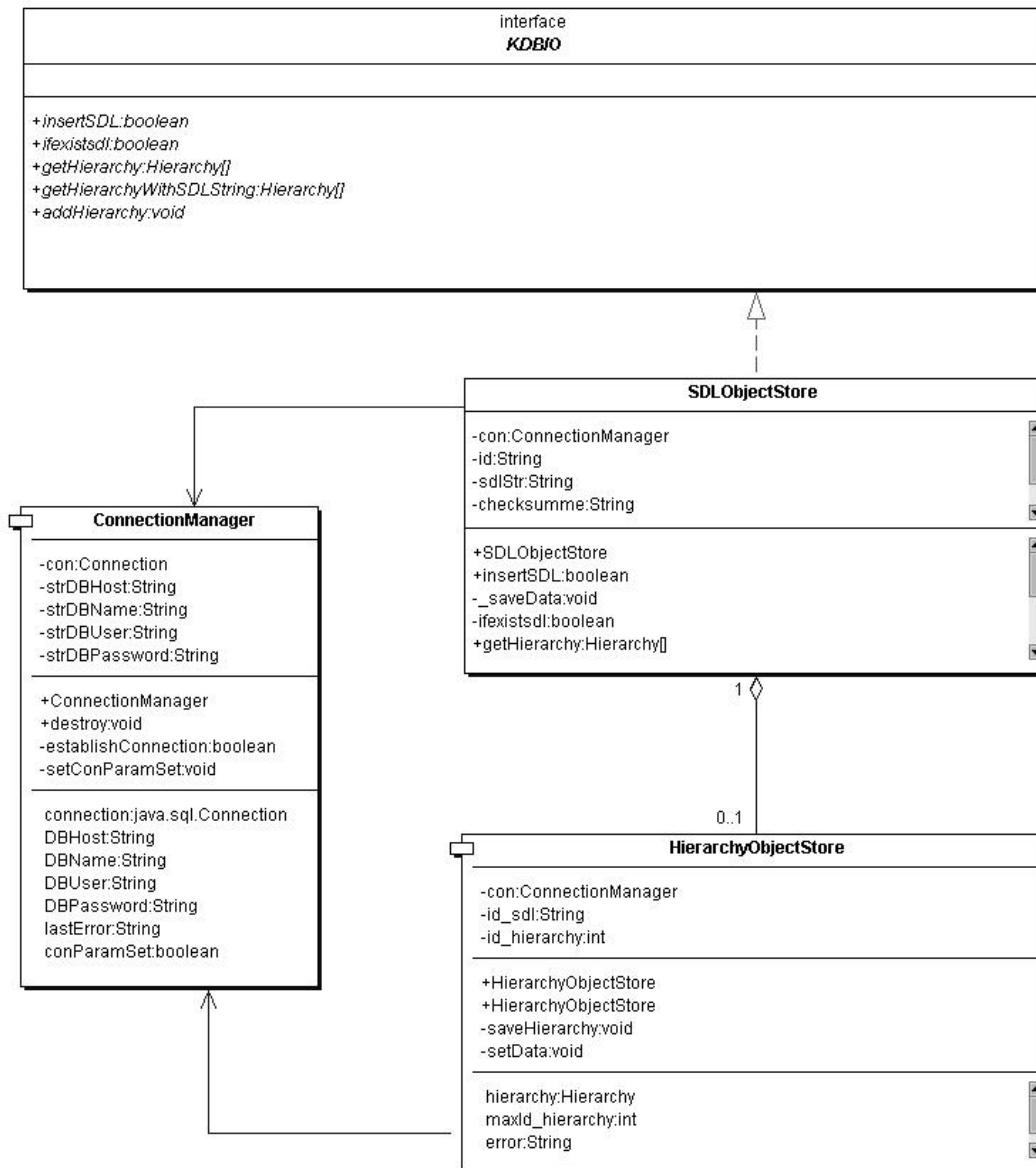 interface
KDBIO
+insertSDL:boolean
+ifexistsdl:boolean
+getHierarchy:Hierarchy[]
+getHierarchyWithSDLString:Hierarchy[]
+addHierarchy:void
SDLObjectStore
-con:ConnectionManager
-id:String
-sdlStr:String
-checksumme:String
+SDLObjectStore
+insertSDL:boolean
-_saveData:void
-ifexistsdl:boolean
+getHierarchy:Hierarchy[]
ConnectionManager
-con:Connection
-strDBHost:String
-strDBName:String
-strDBUser:String
-strDBPassword:String
+ConnectionManager
+destroy:void
-establishConnection:boolean
-setConParamSet:void
connection:java.sql.Connection
DBHost:String
DBName:String
DBUser:String
DBPassword:String
lastError:String
conParamSet:boolean
1
0..1
HierarchyObjectStore
-con:ConnectionManager
-id_sdl:String
-id_hierarchy:int
+HierarchyObjectStore
+HierarchyObjectStore
-saveHierarchy:void
-setData:void
hierarchy:Hierarchy
maxId_hierarchy:int
error:String